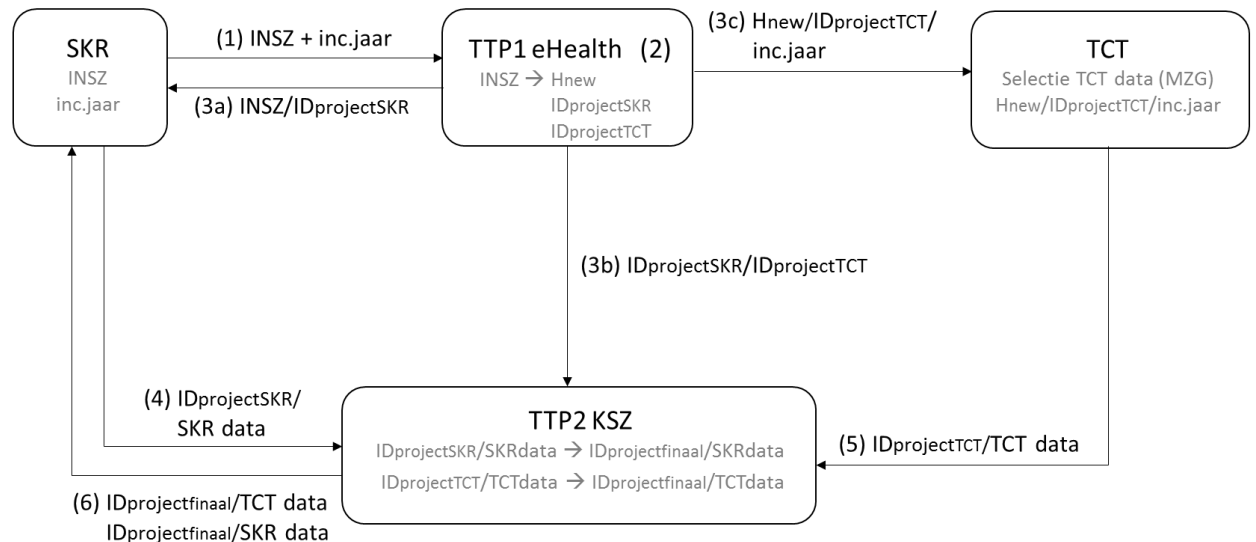 SKR
INSZ
inc.jaar
(1) INSZ + inc.jaar
(3a) INSZ/IDprojectSKR
TTP1 eHealth (2)
INSZ → Hnew
IDprojectSKR
IDprojectTCT
(3c) Hnew/IDprojectTCT/
inc.jaar
TCT
Selectie TCT data (MZG)
Hnew/IDprojectTCT/inc.jaar
(3b) IDprojectSKR/IDprojectTCT
(4) IDprojectSKR/
SKR data
TTP2 KSZ
IDprojectSKR/SKRdata → IDprojectfinaal/SKRdata
IDprojectTCT/TCTdata → IDprojectfinaal/TCTdata
(5) IDprojectTCT/TCT data
(6) IDprojectfinaal/TCT data
IDprojectfinaal/SKR data